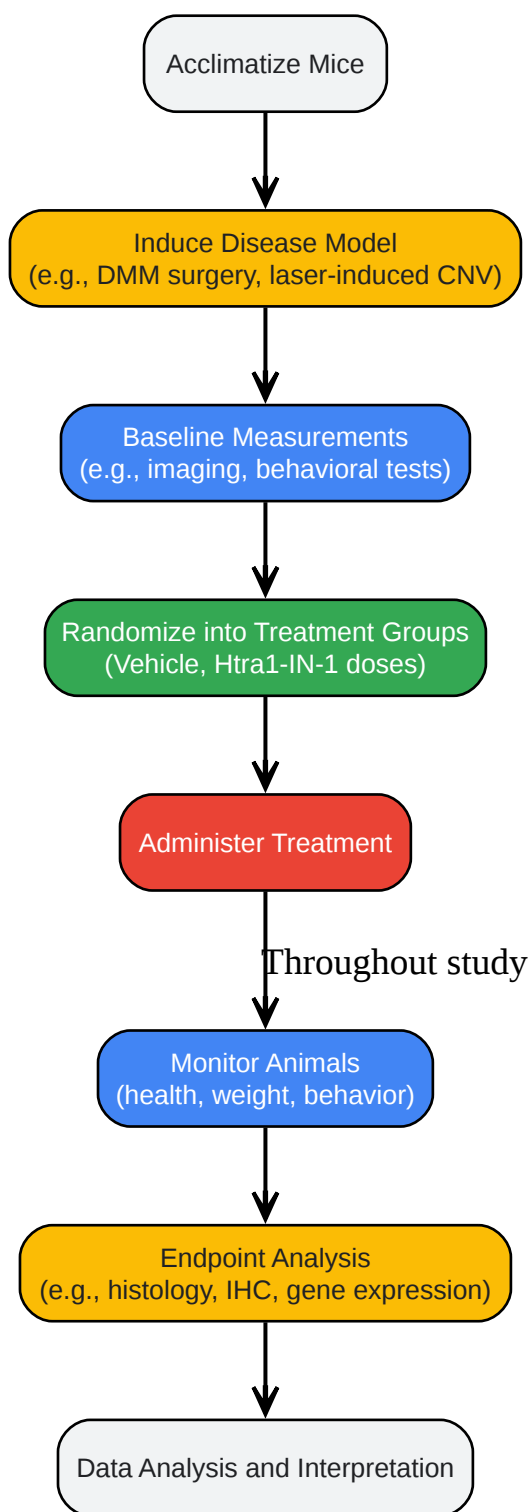 Acclimatize Mice
Induce Disease Model
(e.g., DMM surgery, laser-induced CNV)
Baseline Measurements
(e.g., imaging, behavioral tests)
Randomize into Treatment Groups
(Vehicle, Htra1-IN-1 doses)
Administer Treatment
Throughout study
Monitor Animals
(health, weight, behavior)
Endpoint Analysis
(e.g., histology, IHC, gene expression)
Data Analysis and Interpretation